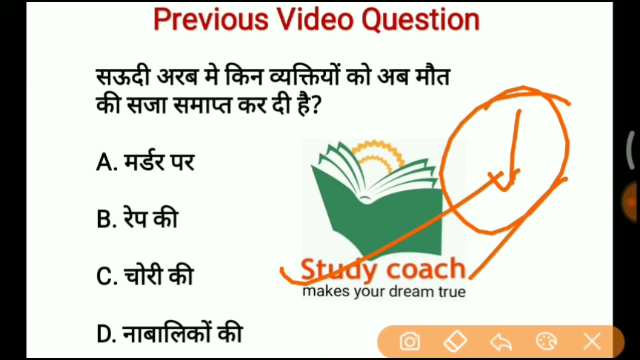 Previous Video Question
सऊदी अरब मे किन व्यक्तियों को अब मौत
की सजा समाप्त कर दी है?
A. मर्डर पर
B. रेप की
C. चोरी की
D. नाबालिकों की
Study coach
makes your dream true